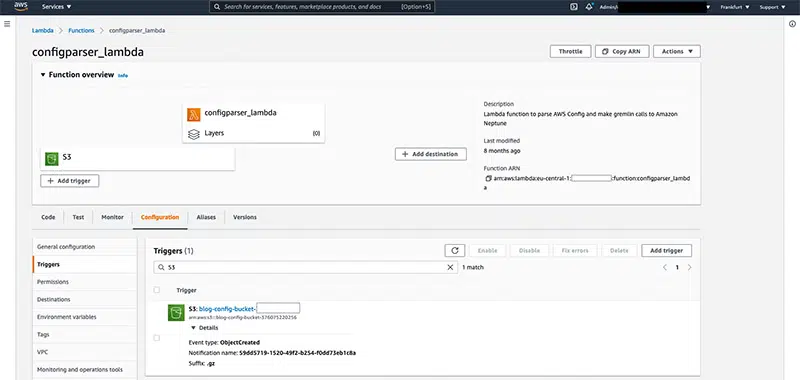 aws
Services ▼
Search for services, features, marketplace products, and docs [Option+S]
Admin/ Frankfurt ▼ Support ▼
Lambda > Functions > configparser_lambda
configparser_lambda
Throttle Copy ARN Actions ▼
▼ Function overview Info
configparser_lambda
Layers (0)
S3
+ Add trigger
+ Add destination
Description
Lambda function to parse AWS Config and make gremlin calls to Amazon
Neptune
Last modified
8 months ago
Function ARN
arn:aws:lambda:eu-central-1: :function:configparser_lambd
a
Code Test Monitor Configuration Aliases Versions
General configuration
Triggers
Permissions
Destinations
Environment variables
Tags
VPC
Monitoring and operations tools
Triggers (1)
Enable Disable Fix errors Delete Add trigger
S3 1 match
< 1 >
Trigger
S3: blog-config-bucket-
arn:aws:s3:::blog-config-bucket-376075220256
▼ Details
Event type: ObjectCreated
Notification name: 59dd5719-1520-49f2-b254-f0dd73eb1c8a
Suffix: .gz